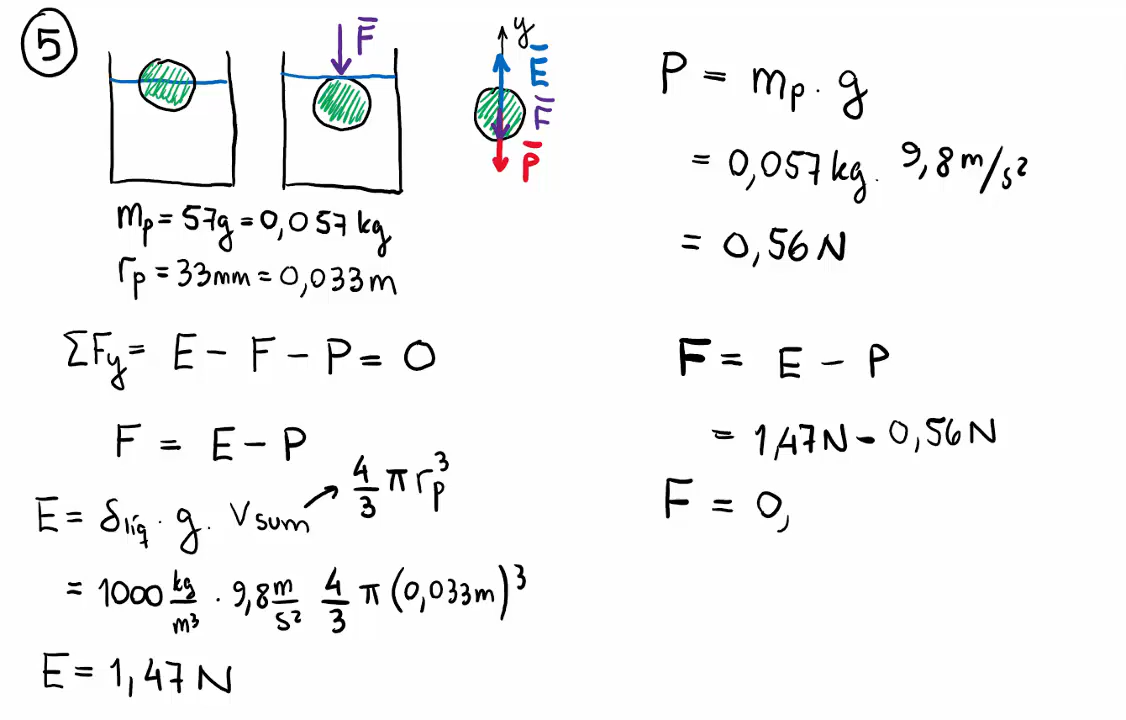 5
F̅
y
E̅
F̅
P̅
mp = 57g = 0,057 kg
rp = 33mm = 0,033m
ΣFy = E - F - P = 0
F = E - P
4/3 π rp³
E = δlíq · g · Vsum
= 1000 kg/m³ · 9,8 m/s² 4/3 π (0,033m)³
E = 1,47 N
P = mp · g
= 0,057 kg · 9,8 m/s²
= 0,56 N
F = E - P
= 1,47N - 0,56N
F = 0,